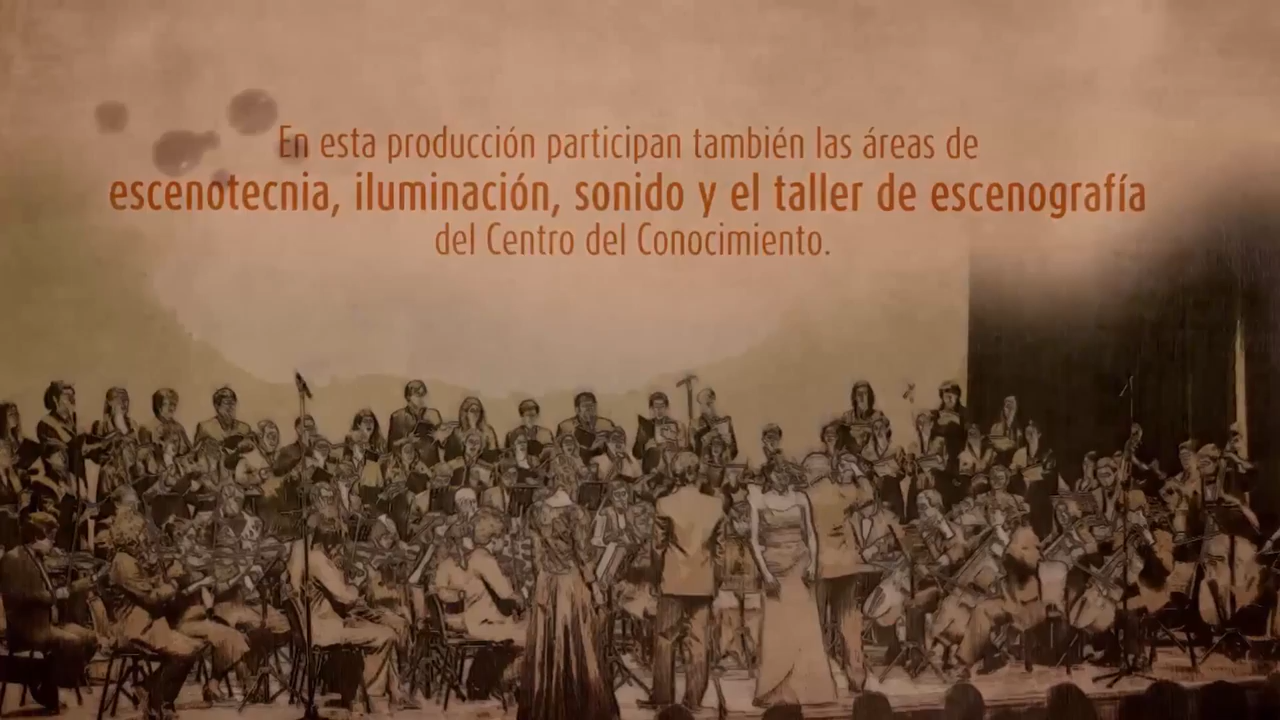 En esta producción participan también las áreas de
escenotecnia, iluminación, sonido y el taller de escenografía
del Centro del Conocimiento.